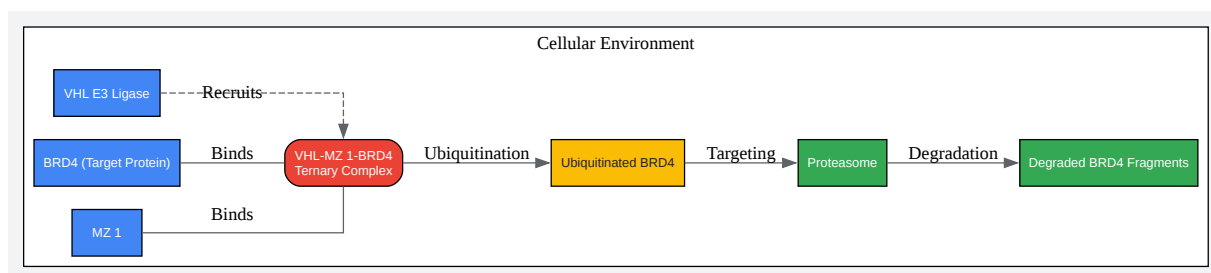 Cellular Environment
VHL E3 Ligase
Recruits
BRD4 (Target Protein)
Binds
VHL-MZ 1-BRD4
Ternary Complex
Ubiquitination
Ubiquitinated BRD4
Targeting
Proteasome
Degradation
Degraded BRD4 Fragments
MZ 1
Binds